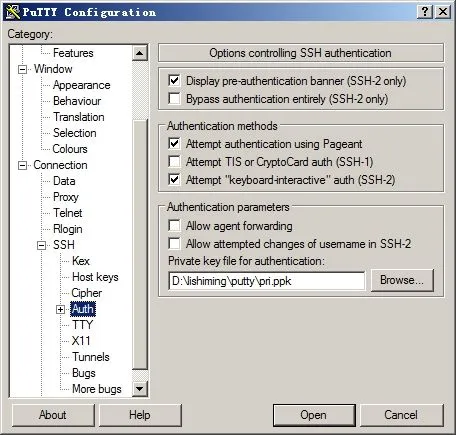 PuTTY Configuration
Category:
Features
Window
Appearance
Behaviour
Translation
Selection
Colours
Connection
Data
Proxy
Telnet
Rlogin
SSH
Kex
Host keys
Cipher
Auth
TTY
X11
Tunnels
Bugs
More bugs
Options controlling SSH authentication
Display pre-authentication banner (SSH-2 only)
Bypass authentication entirely (SSH-2 only)
Authentication methods
Attempt authentication using Pageant
Attempt TIS or CryptoCard auth (SSH-1)
Attempt "keyboard-interactive" auth (SSH-2)
Authentication parameters
Allow agent forwarding
Allow attempted changes of username in SSH-2
Private key file for authentication:
D:\lishiming\putty\pri.ppk
Browse...
About
Help
Open
Cancel